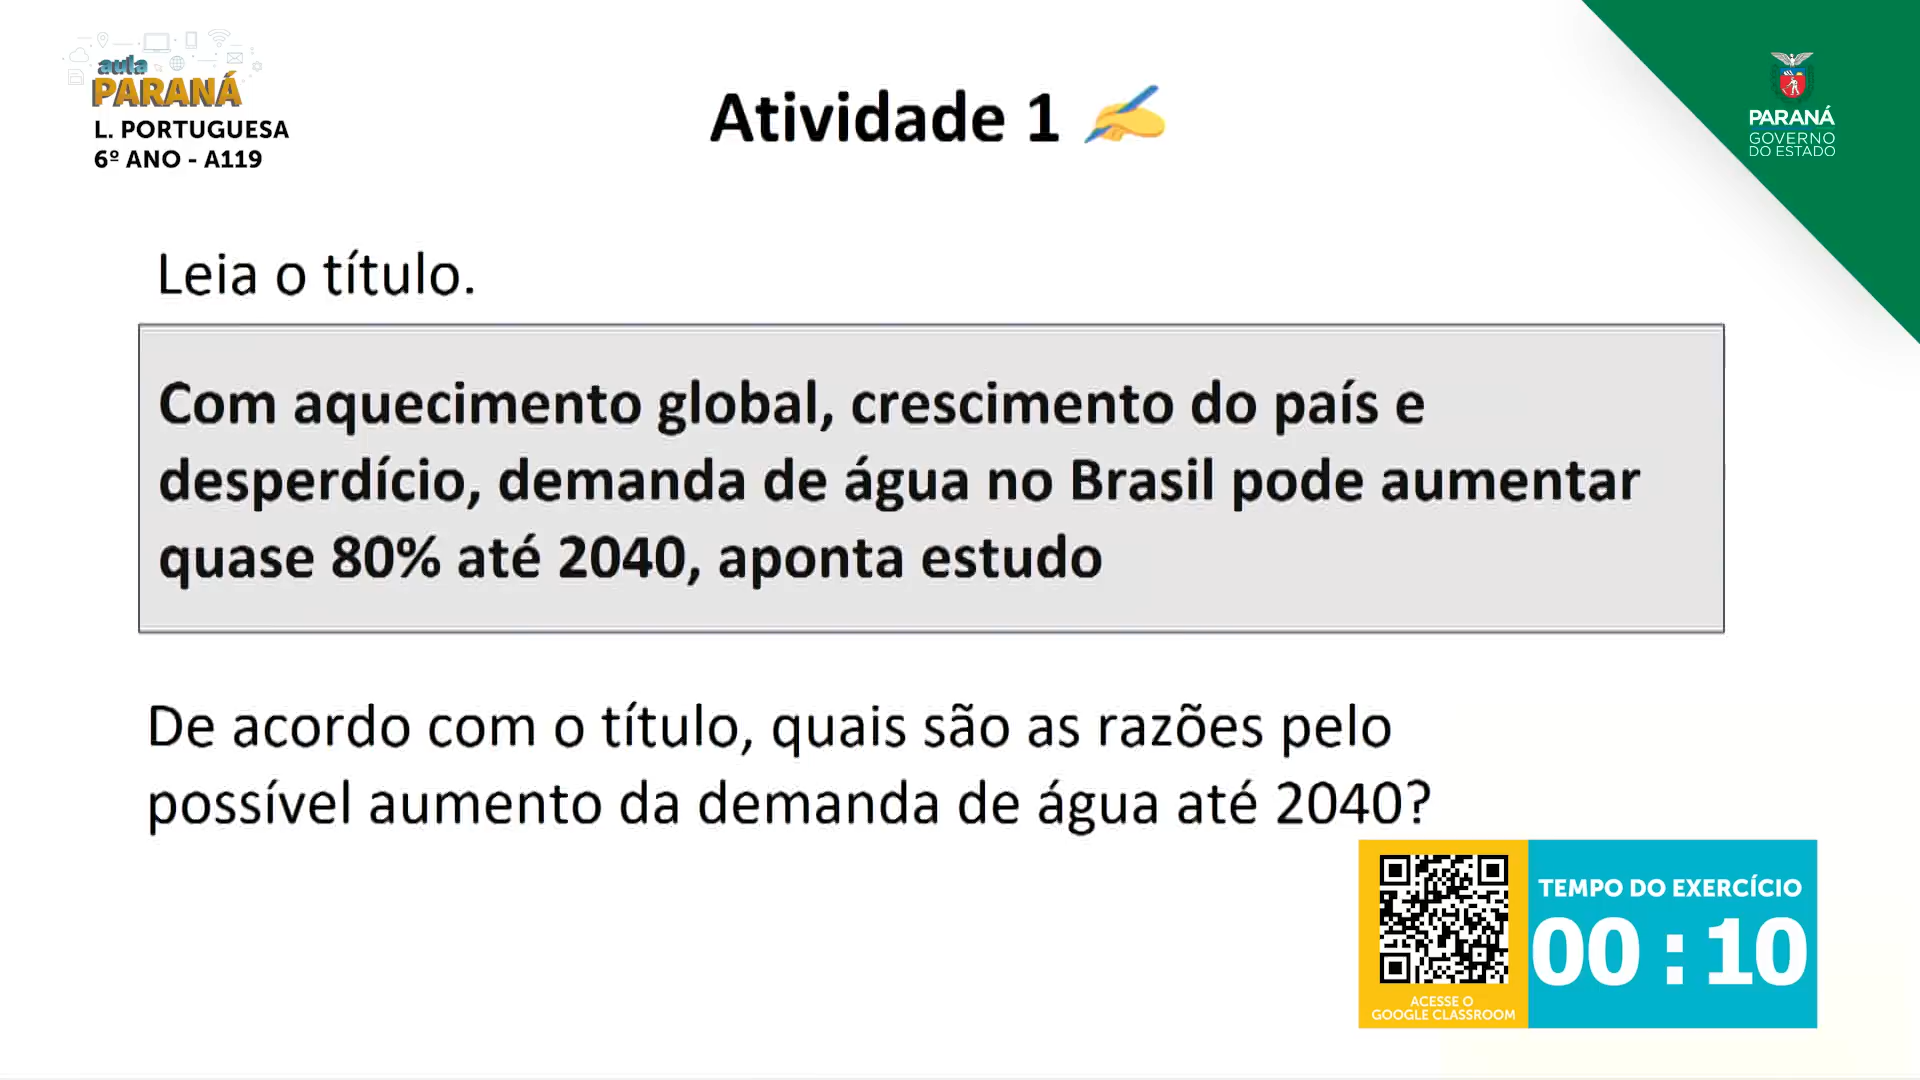 aula
PARANÁ
L. PORTUGUESA
6º ANO - A119
Atividade 1
PARANÁ
GOVERNO
DO ESTADO
Leia o título.
Com aquecimento global, crescimento do país e
desperdício, demanda de água no Brasil pode aumentar
quase 80% até 2040, aponta estudo
De acordo com o título, quais são as razões pelo
possível aumento da demanda de água até 2040?
ACESSE O
GOOGLE CLASSROOM
TEMPO DO EXERCÍCIO
00 : 10